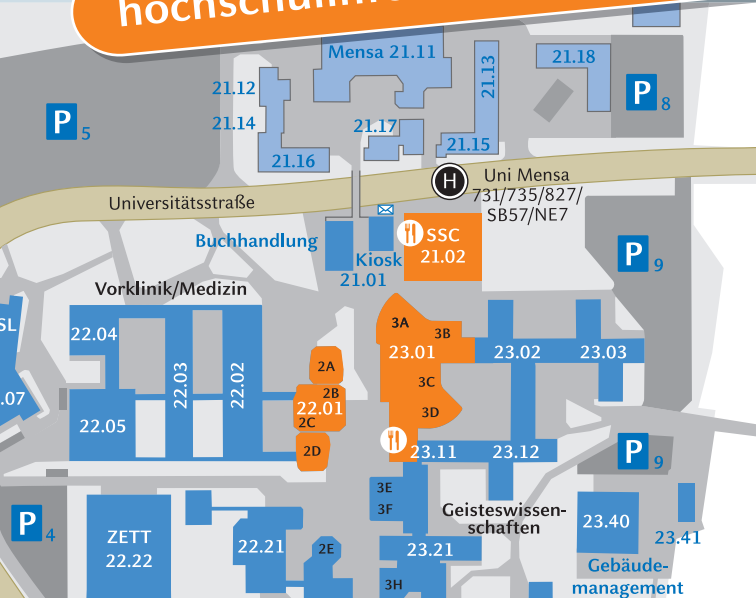 Mensa 21.11
21.12
21.13
21.18
P 5
P 8
21.14
21.17
21.15
21.16
H
Uni Mensa
731/735/827/
SB57/NE7
Universitätsstraße
Buchhandlung
Kiosk
21.01
SSC
21.02
P 9
Vorklinik/Medizin
SL
.07
22.04
22.03
22.02
22.05
2A
2B
22.01
2C
2D
3A
3B
23.01
3C
3D
23.02
23.03
23.11
23.12
P 9
P 4
ZETT
22.22
22.21
2E
3E
3F
23.21
3H
Geisteswissen-
schaften
23.40
23.41
Gebäude-
management